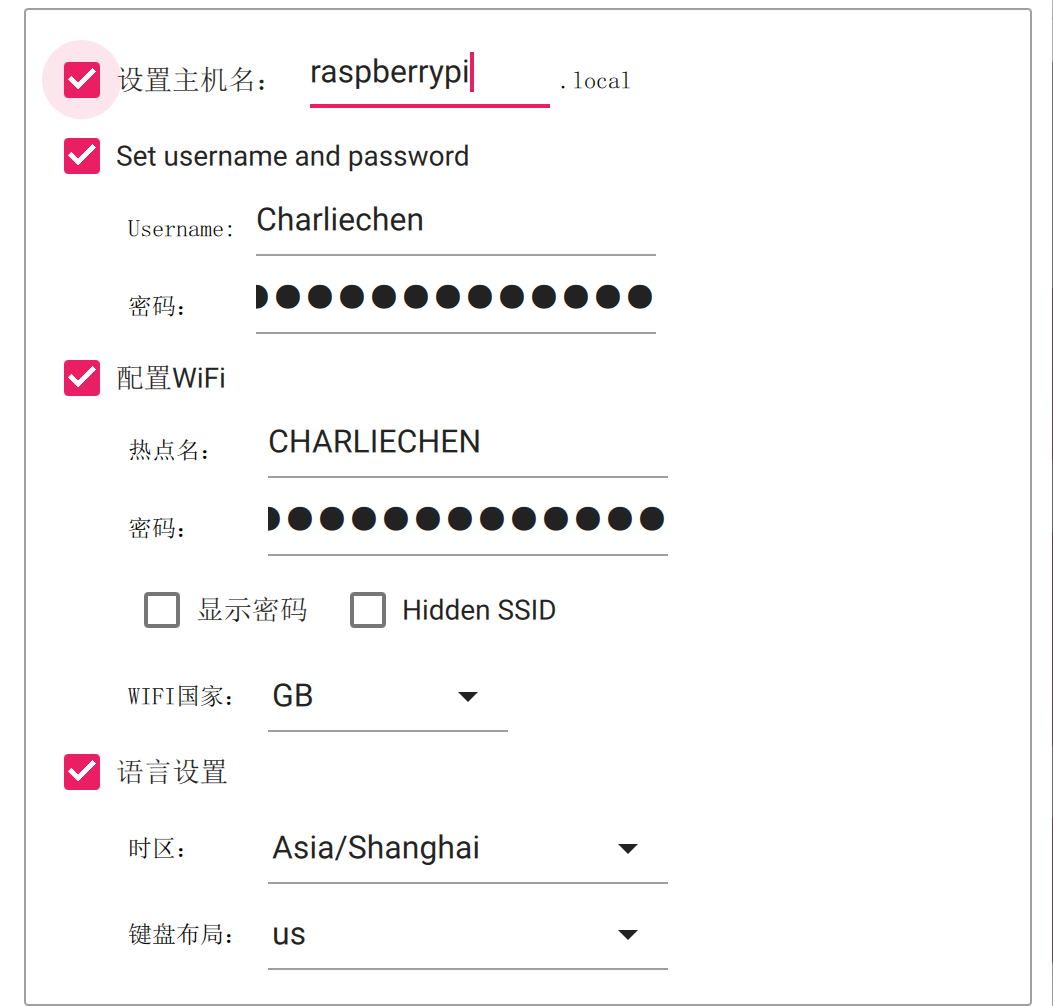 设置主机名： raspberrypi .local
Set username and password
Username: Charliechen
密码：
配置WiFi
热点名： CHARLIECHEN
密码：
显示密码 Hidden SSID
WIFI国家： GB
语言设置
时区： Asia/Shanghai
键盘布局： us